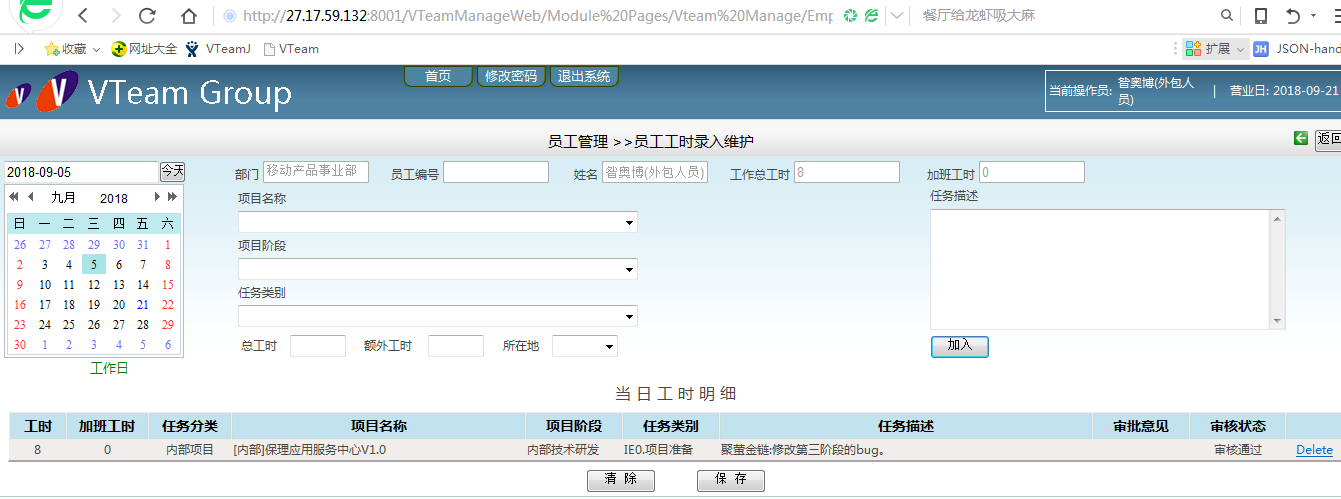 http://27.17.59.132:8001/VTeamManageWeb/Module%20Pages/Vteam%20Manage/Emp
餐厅给龙虾吸大麻
收藏 网址大全 VTeamJ VTeam 扩展 JH JSON-hand
VTeam Group
首页 修改密码 退出系统
当前操作员: 昝奥博(外包人员) | 营业日: 2018-09-21
员工管理 >>员工工时录入维护
返回
2018-09-05 今天
部门 移动产品事业部 员工编号 姓名 昝奥博(外包人员) 工作总工时 8 加班工时 0
九月 2018
日 一 二 三 四 五 六
26 27 28 29 30 31 1
2 3 4 5 6 7 8
9 10 11 12 13 14 15
16 17 18 19 20 21 22
23 24 25 26 27 28 29
30 1 2 3 4 5 6
工作日
项目名称
项目阶段
任务类别
总工时 额外工时 所在地
任务描述
加入
当日工时明细
工时 加班工时 任务分类 项目名称 项目阶段 任务类别 任务描述 审批意见 审核状态
8 0 内部项目 [内部]保理应用服务中心V1.0 内部技术研发 IE0.项目准备 聚董金链:修改第三阶段的bug。 审核通过 Delete
清 除 保 存